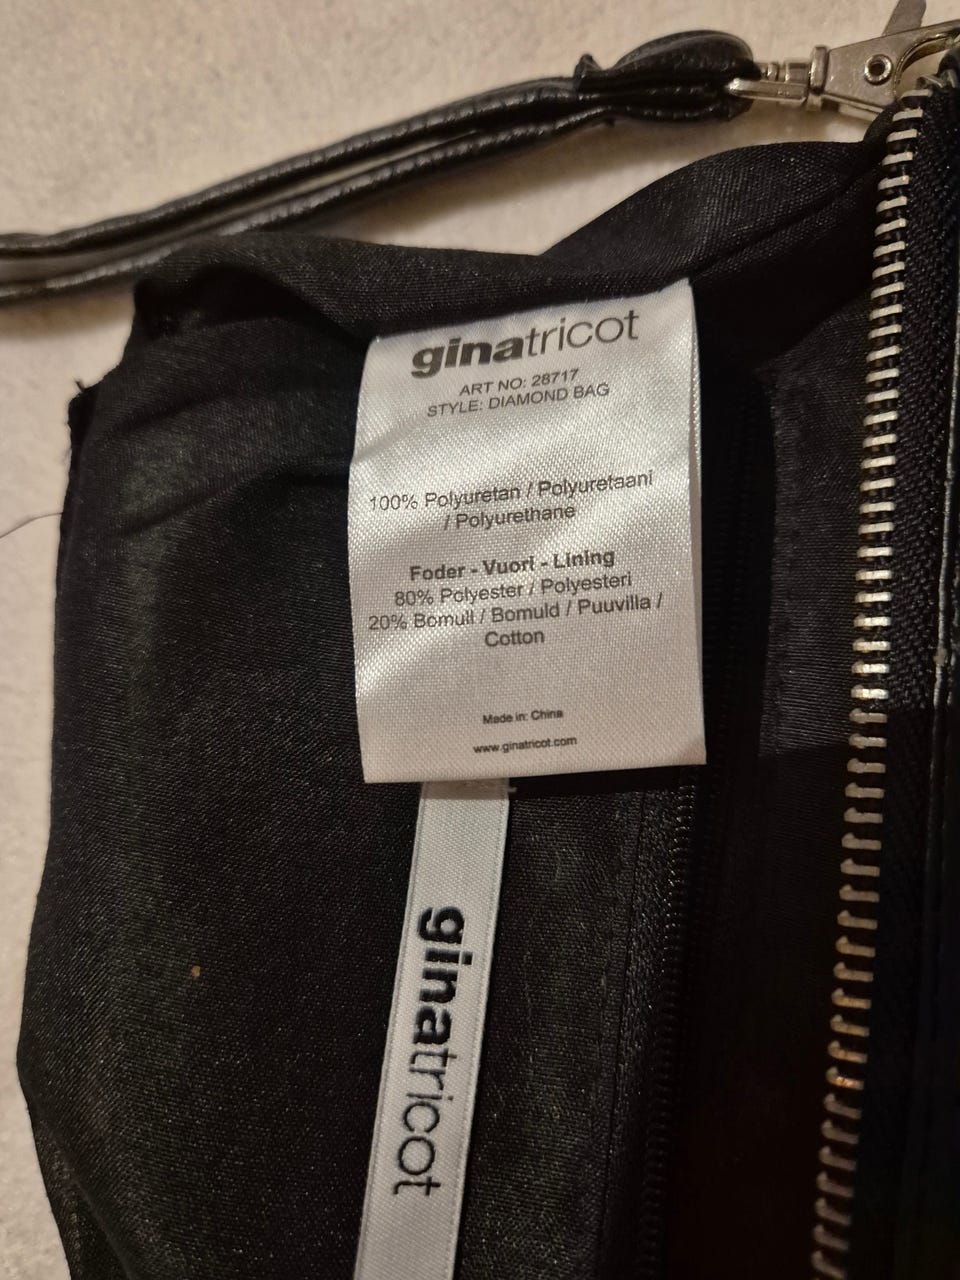 ginatricot
ART NO: 28717
STYLE: DIAMOND BAG
100% Polyuretan / Polyuretaani
/ Polyurethane
Foder - Vuori - Lining
80% Polyester / Polyesteri
20% Bomull / Bomuld / Puuvilla /
Cotton
Made in: China
www.ginatricot.com
ginatricot